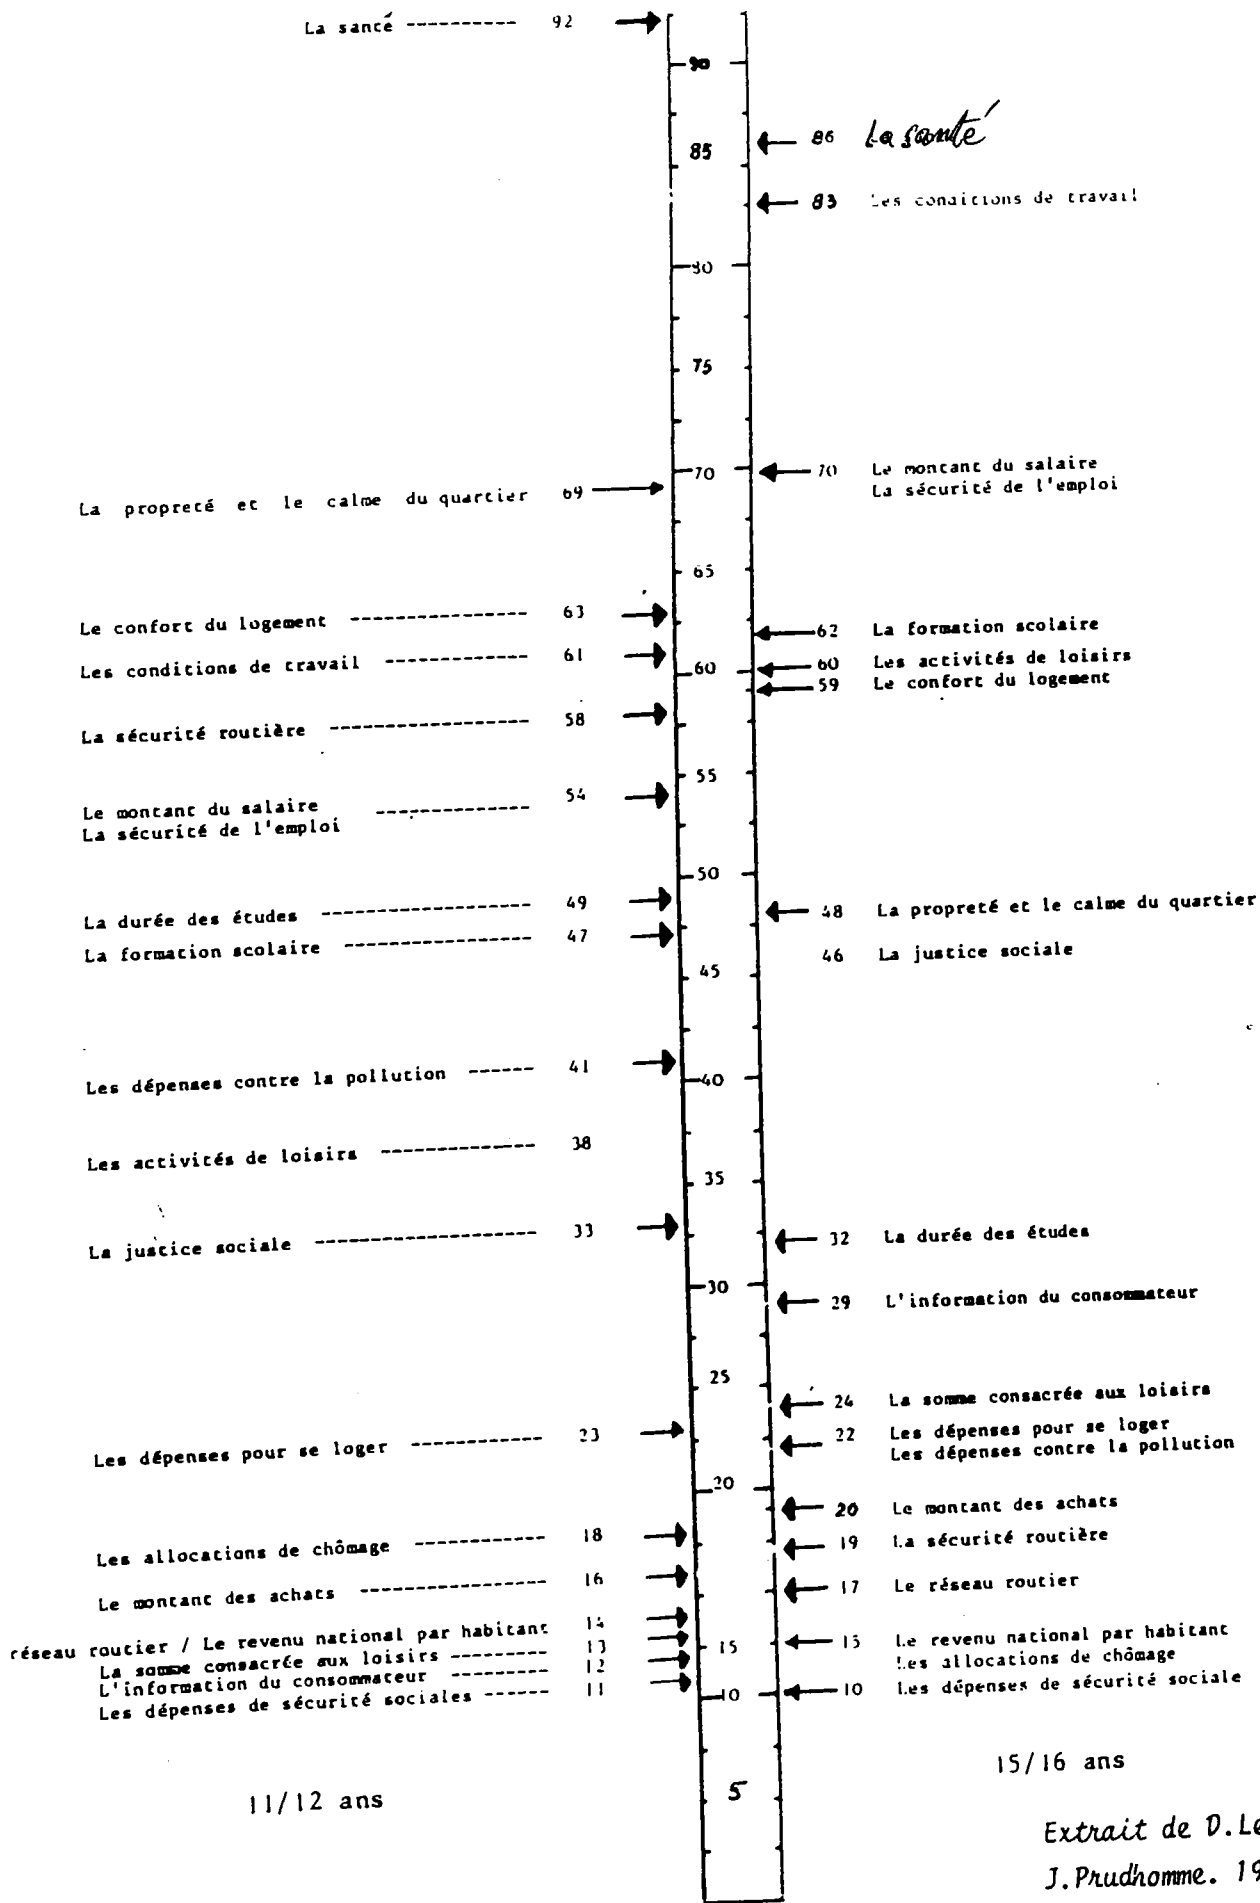 La santé ---------- 92
La propreté et le calme du quartier 69
Le confort du logement --------------- 63
Les conditions de travail ------------ 61
La sécurité routière ----------------- 58
Le montant du salaire
La sécurité de l'emploi ------------- 54
La durée des études ------------------ 49
La formation scolaire ---------------- 47
Les dépenses contre la pollution ------ 41
Les activités de loisirs ------------- 38
La justice sociale ------------------- 33
Les dépenses pour se loger ----------- 23
Les allocations de chômage ----------- 18
Le montant des achats ---------------- 16
réseau routier / Le revenu national par habitant 14
La somme consacrée aux loisirs -------- 13
L'information du consommateur -------- 12
Les dépenses de sécurité sociales ----- 11
11/12 ans
90
85
80
75
70
65
60
55
50
45
40
35
30
25
20
15
10
5
86 La santé
83 Les conditions de travail
70 Le montant du salaire
La sécurité de l'emploi
62 La formation scolaire
60 Les activités de loisirs
59 Le confort du logement
48 La propreté et le calme du quartier
46 La justice sociale
32 La durée des études
29 L'information du consommateur
24 La somme consacrée aux loisirs
22 Les dépenses pour se loger
Les dépenses contre la pollution
20 Le montant des achats
19 La sécurité routière
17 Le réseau routier
15 Le revenu national par habitant
Les allocations de chômage
10 Les dépenses de sécurité sociale
15/16 ans
Extrait de D. Le
J. Prudhomme. 19